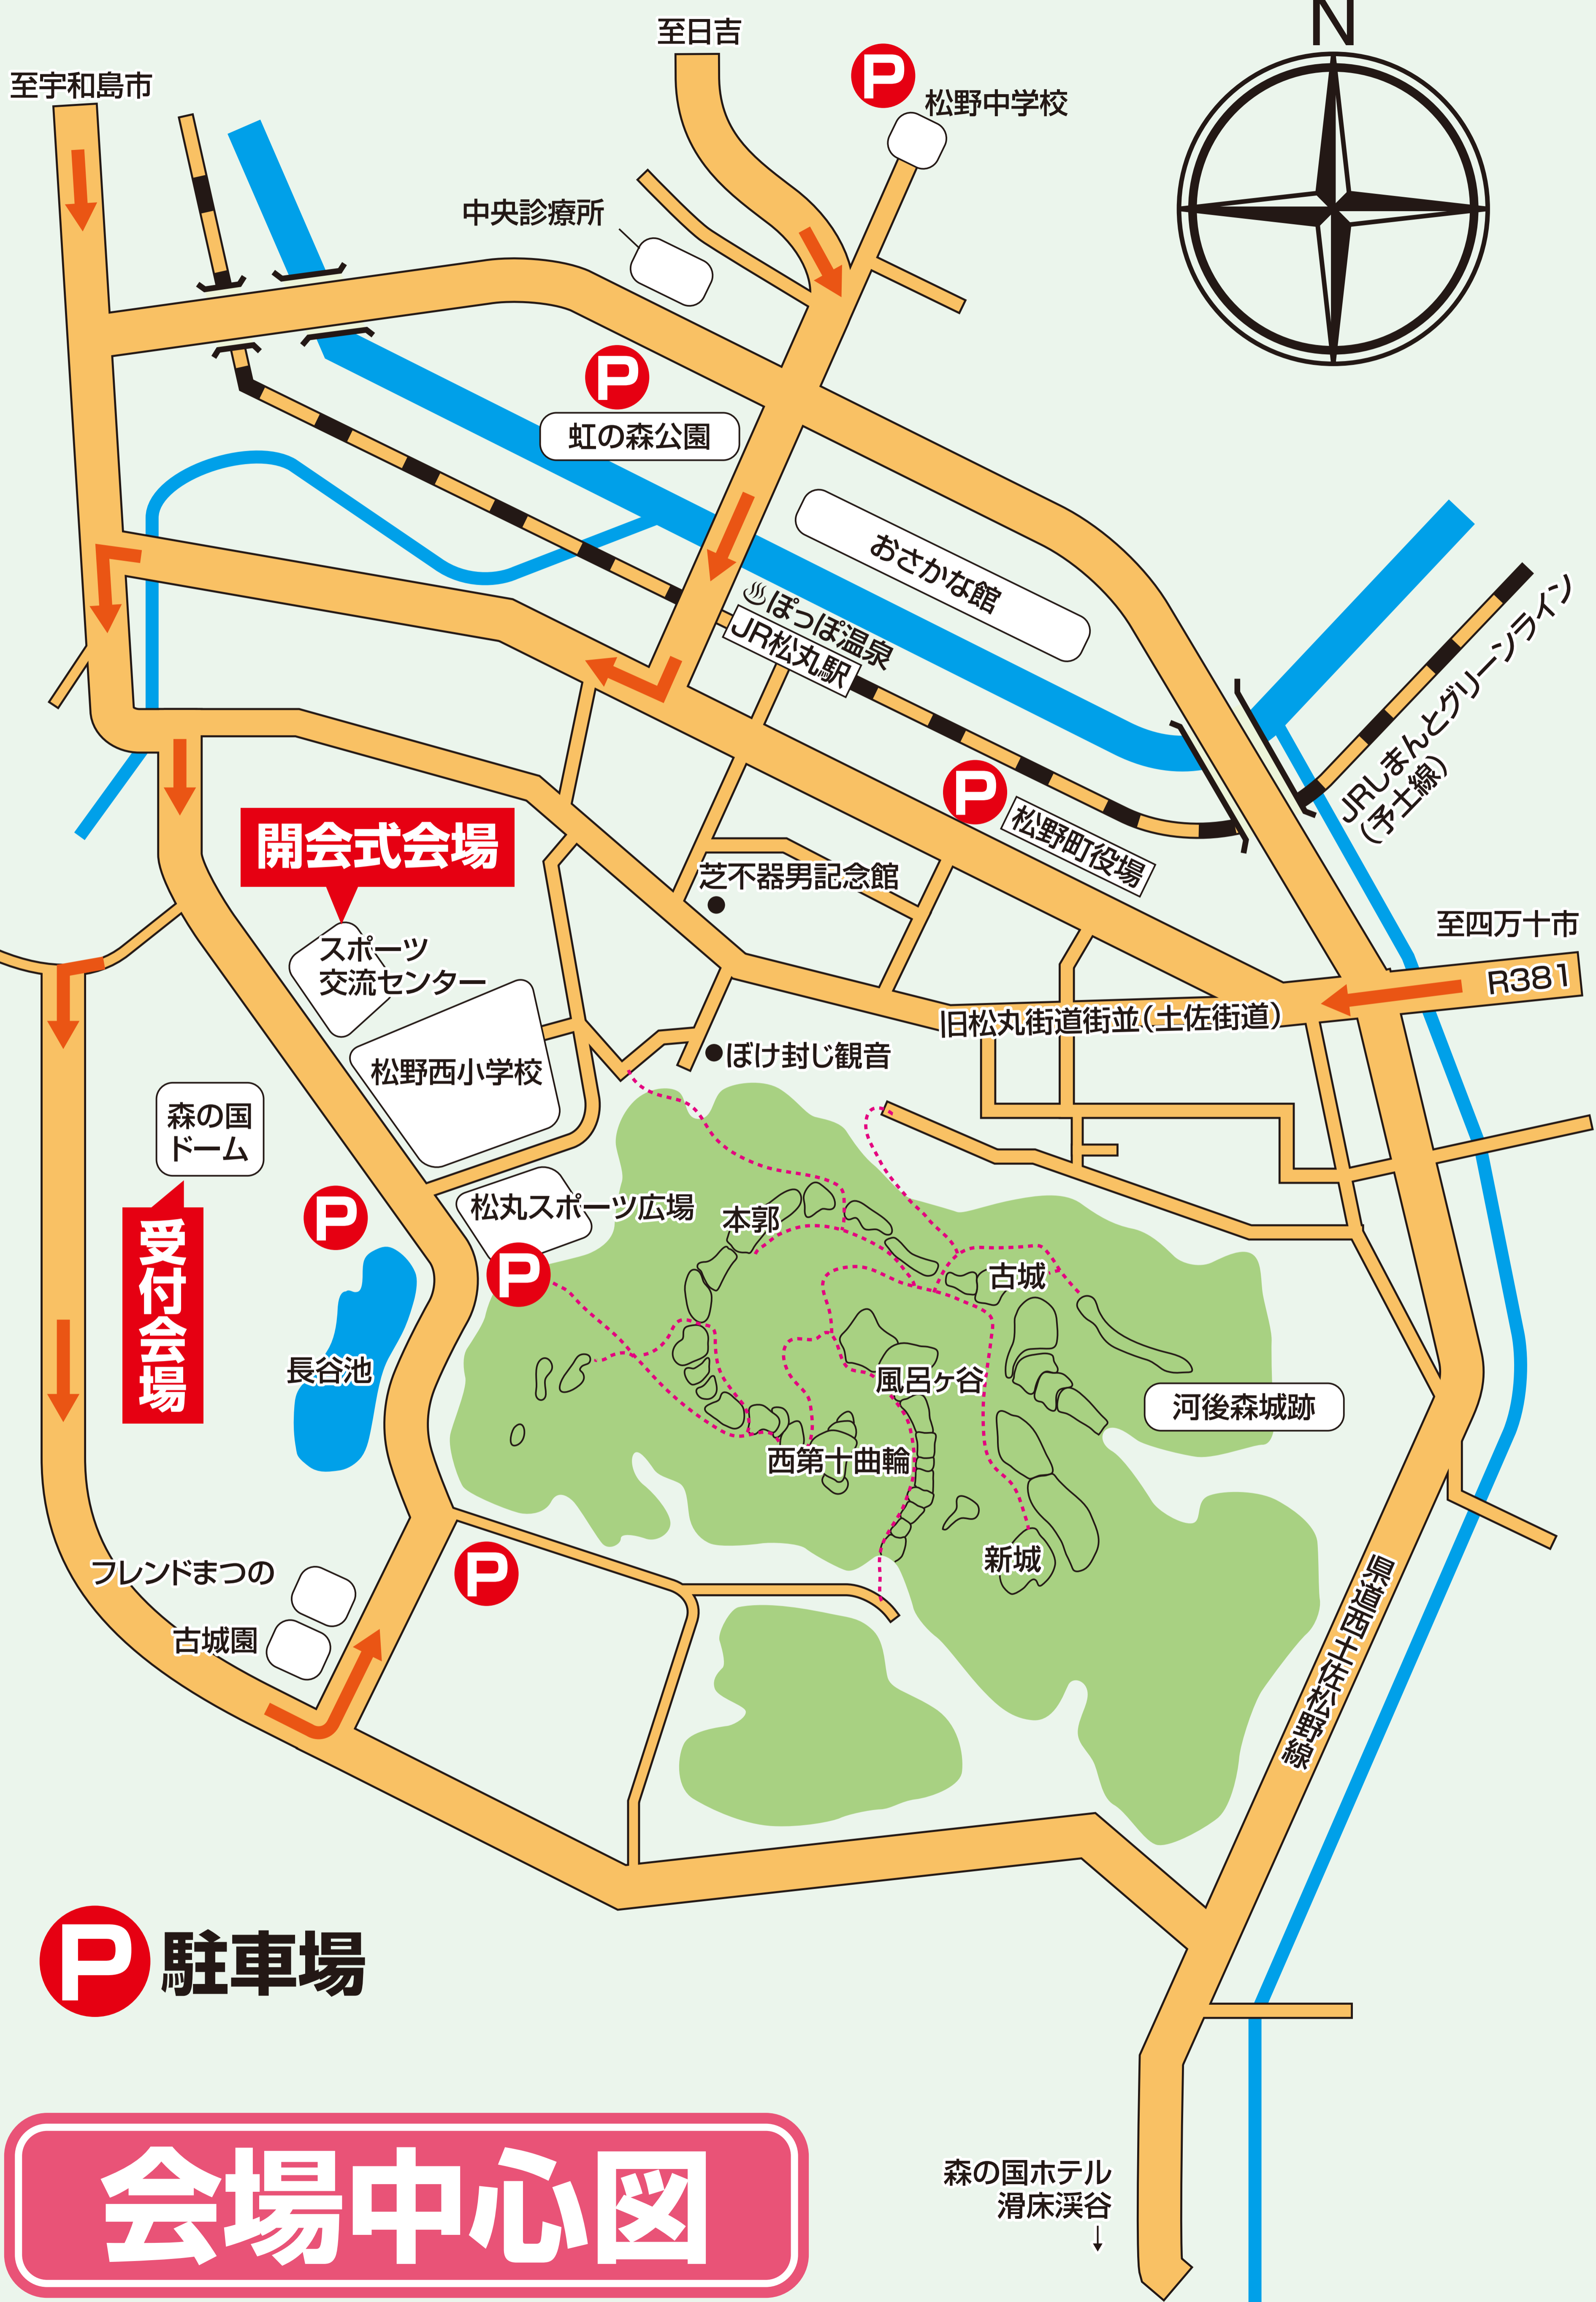 N
至日吉
至宇和島市
P
松野中学校
中央診療所
P
虹の森公園
おさかな館
ぽっぽ温泉
JR松丸駅
JRしまんとグリーンライン
(予土線)
P
松野町役場
開会式会場
芝不器男記念館
至四万十市
R381
スポーツ
交流センター
旧松丸街道街並(土佐街道)
ぼけ封じ観音
松野西小学校
森の国
ドーム
受付会場
P
松丸スポーツ広場
P
本郭
古城
長谷池
風呂ヶ谷
河後森城跡
西第十曲輪
新城
P
フレンドまつの
古城園
県道西土佐松野線
P 駐車場
森の国ホテル
滑床渓谷
↓
会場中心図